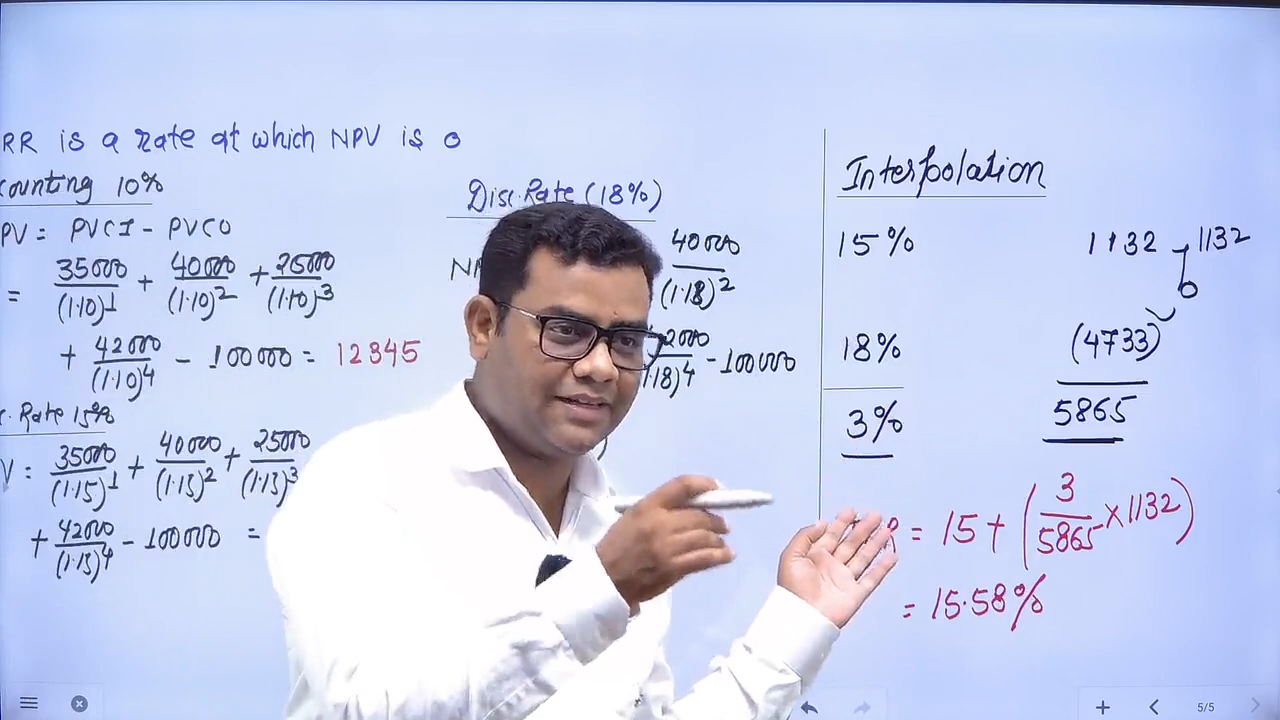 RR is a rate at which NPV is 0
counting 10%
PV = PVCI - PVCO
= 35000/(1.10)^1 + 40000/(1.10)^2 + 25000/(1.10)^3
+ 42000/(1.10)^4 - 100000 = 12345
c. Rate 15%
V = 35000/(1.15)^1 + 40000/(1.15)^2 + 25000/(1.15)^3
+ 42000/(1.15)^4 - 100000 =
Disc. Rate (18%)
40000/(1.18)^2
2000/1.18)^4 - 100000
Interpolation
15% 1132 1132
0
18% (4733)
3% 5865
R = 15 + (3/5865 × 1132)
= 15.58%
5/5